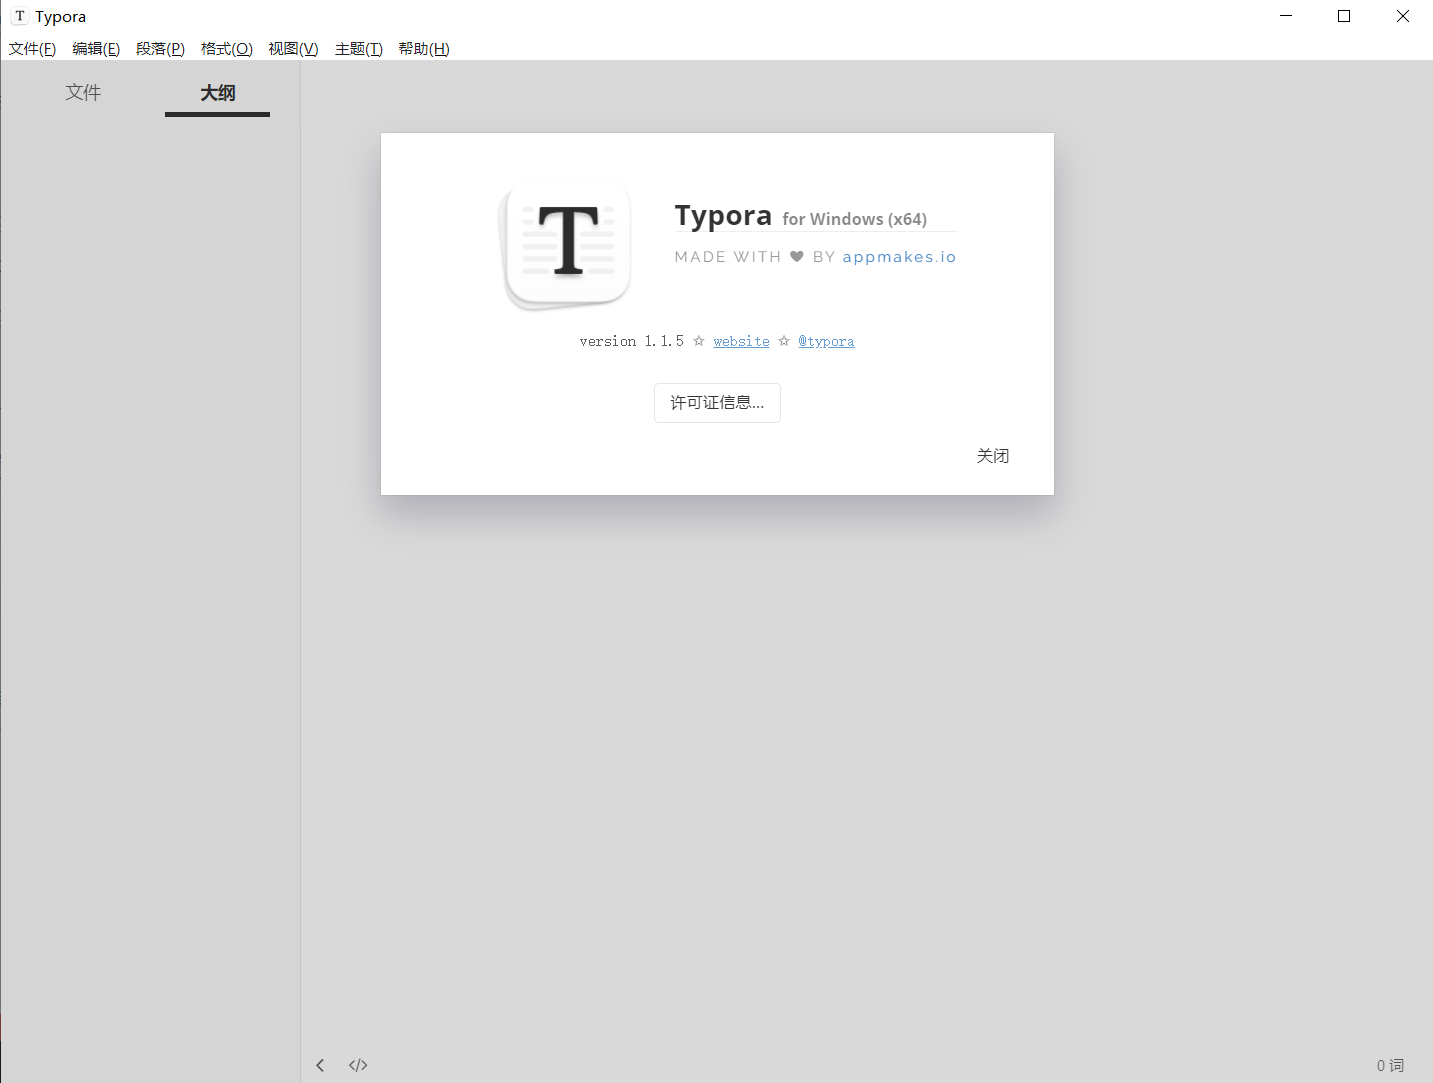 T Typora
文件(F) 编辑(E) 段落(P) 格式(O) 视图(V) 主题(T) 帮助(H)
文件 大纲
T
Typora for Windows (x64)
MADE WITH ♥ BY appmakes.io
version 1.1.5 ☆ website ☆ @typora
许可证信息...
关闭
</> 0 词